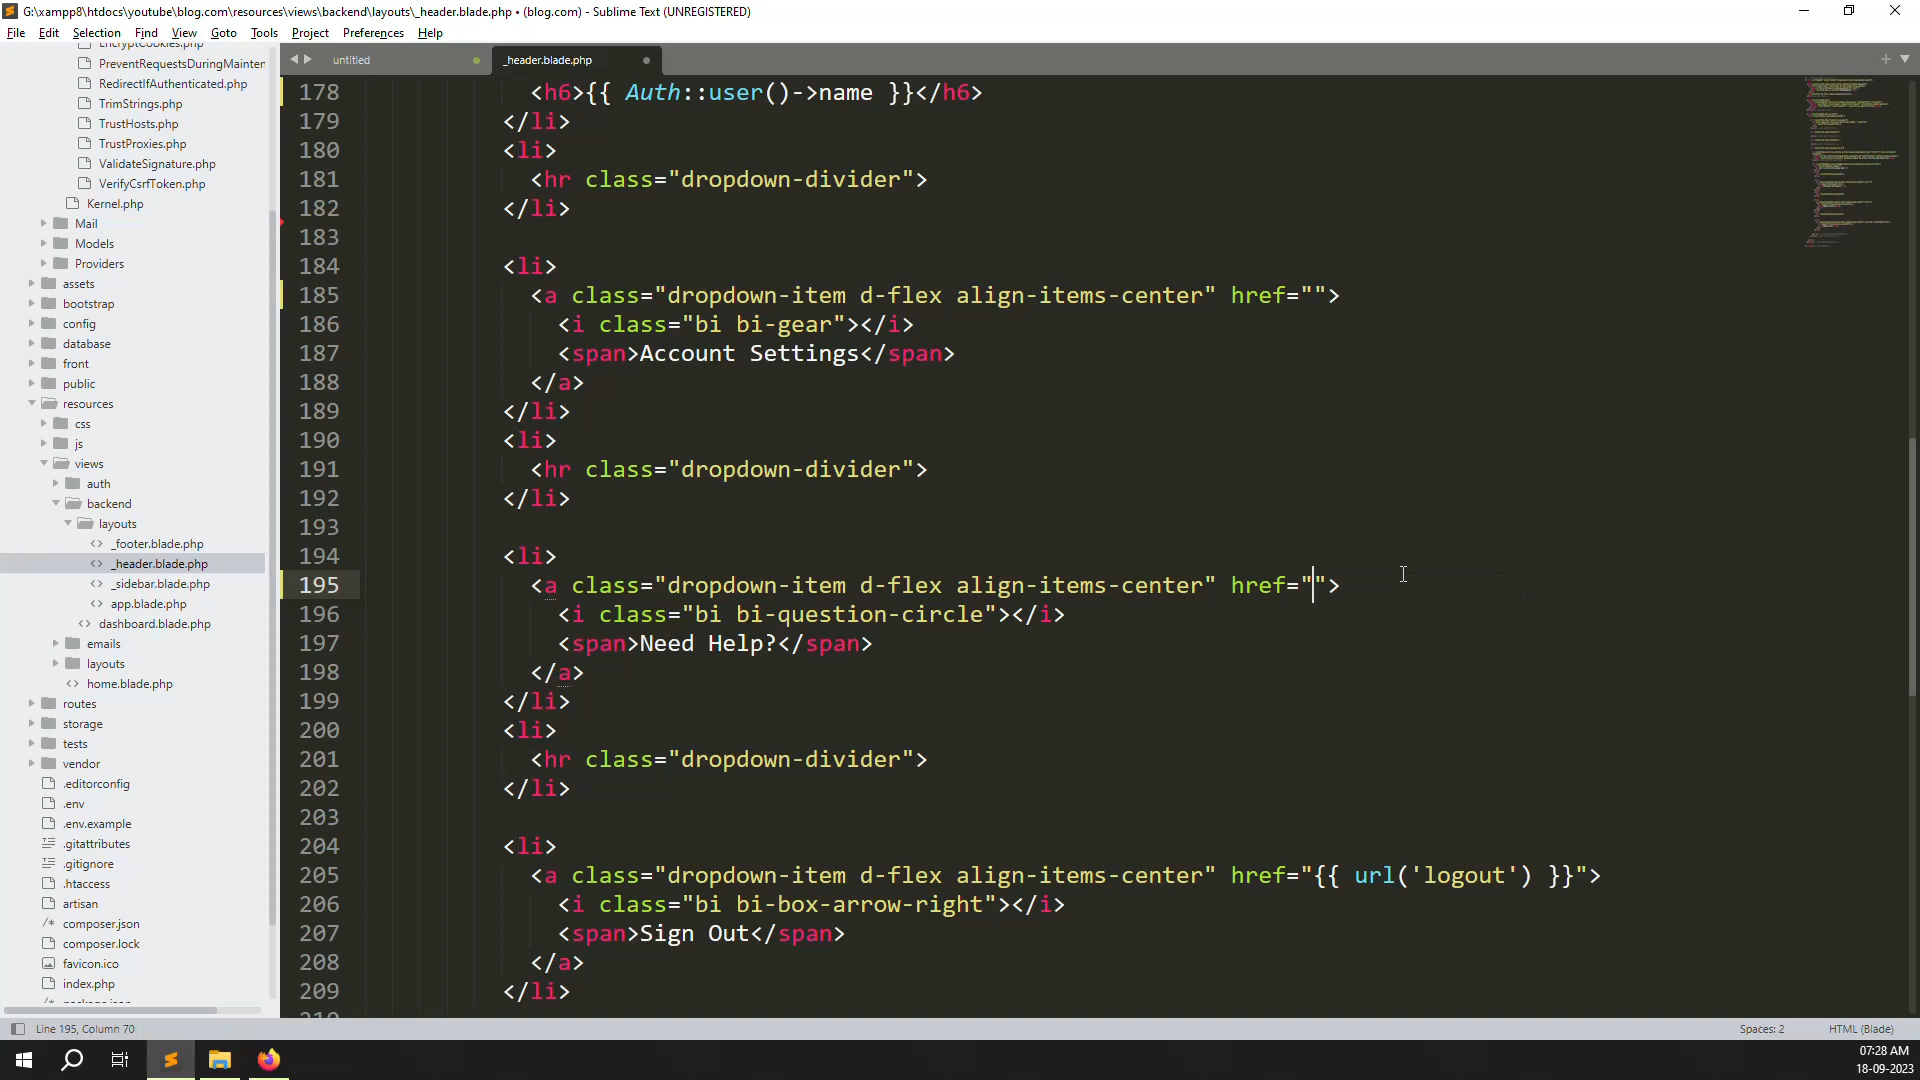 G:\xampp8\htdocs\youtube\blog.com\resources\views\backend\layouts\_header.blade.php • (blog.com) - Sublime Text (UNREGISTERED)
File Edit Selection Find View Goto Tools Project Preferences Help
EncryptCookies.php
PreventRequestsDuringMainten
RedirectIfAuthenticated.php
TrimStrings.php
TrustHosts.php
TrustProxies.php
ValidateSignature.php
VerifyCsrfToken.php
Kernel.php
Mail
Models
Providers
assets
bootstrap
config
database
front
public
resources
css
js
views
auth
backend
layouts
_footer.blade.php
_header.blade.php
_sidebar.blade.php
app.blade.php
dashboard.blade.php
emails
layouts
home.blade.php
routes
storage
tests
vendor
.editorconfig
.env
.env.example
.gitattributes
.gitignore
.htaccess
artisan
composer.json
composer.lock
favicon.ico
index.php
package.json
untitled
_header.blade.php
178 <h6>{{ Auth::user()->name }}</h6>
179 </li>
180 <li>
181 <hr class="dropdown-divider">
182 </li>
183
184 <li>
185 <a class="dropdown-item d-flex align-items-center" href="">
186 <i class="bi bi-gear"></i>
187 <span>Account Settings</span>
188 </a>
189 </li>
190 <li>
191 <hr class="dropdown-divider">
192 </li>
193
194 <li>
195 <a class="dropdown-item d-flex align-items-center" href="">
196 <i class="bi bi-question-circle"></i>
197 <span>Need Help?</span>
198 </a>
199 </li>
200 <li>
201 <hr class="dropdown-divider">
202 </li>
203
204 <li>
205 <a class="dropdown-item d-flex align-items-center" href="{{ url('logout') }}">
206 <i class="bi bi-box-arrow-right"></i>
207 <span>Sign Out</span>
208 </a>
209 </li>
210
Line 195, Column 70
Spaces: 2
HTML (Blade)
07:28 AM
18-09-2023